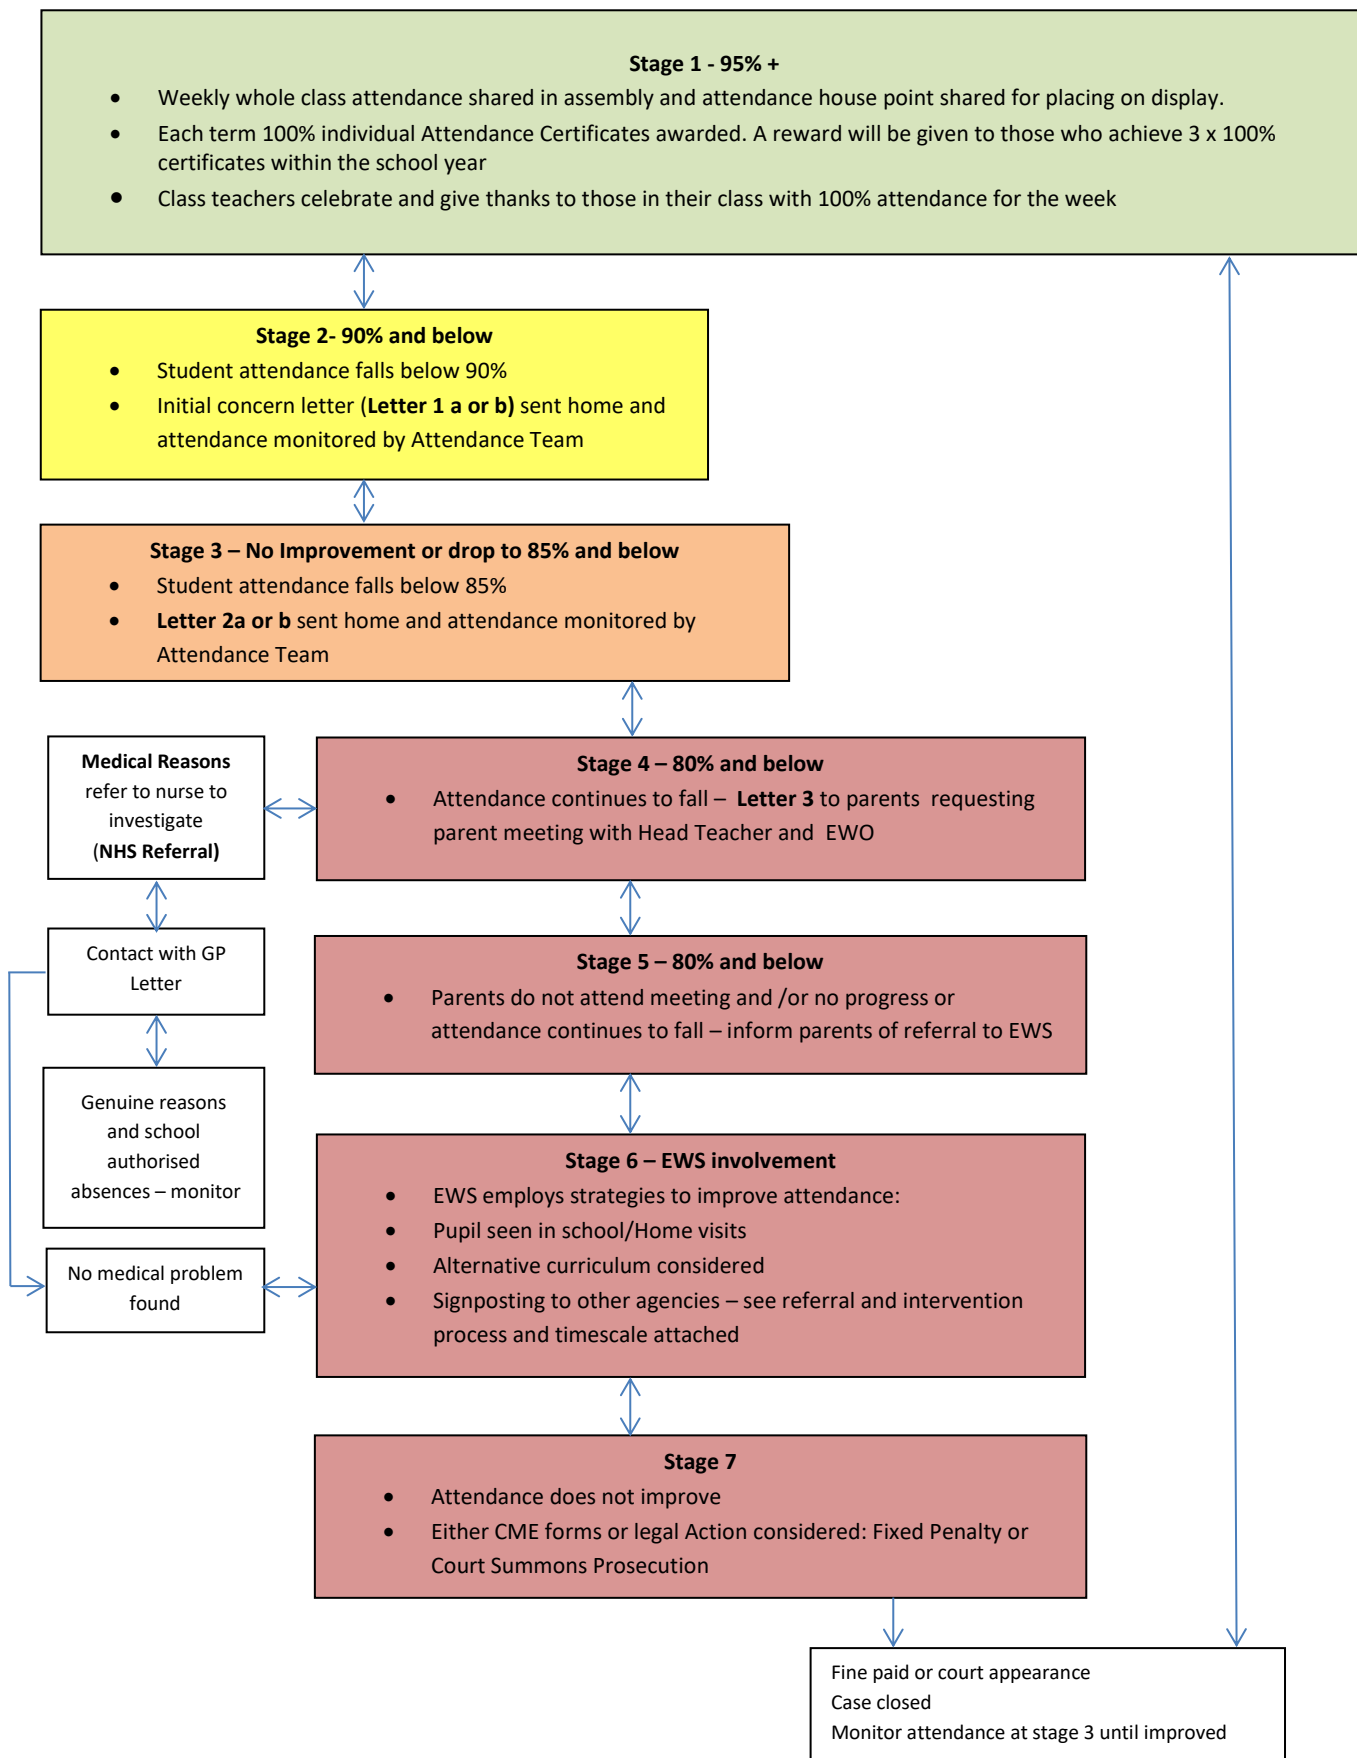 Stage 1 - 95% +
• Weekly whole class attendance shared in assembly and attendance house point shared for placing on display.
• Each term 100% individual Attendance Certificates awarded. A reward will be given to those who achieve 3 x 100%
certificates within the school year
• Class teachers celebrate and give thanks to those in their class with 100% attendance for the week
Stage 2- 90% and below
• Student attendance falls below 90%
• Initial concern letter (Letter 1 a or b) sent home and
attendance monitored by Attendance Team
Stage 3 – No Improvement or drop to 85% and below
• Student attendance falls below 85%
• Letter 2a or b sent home and attendance monitored by
Attendance Team
Medical Reasons
refer to nurse to
investigate
(NHS Referral)
Stage 4 – 80% and below
• Attendance continues to fall – Letter 3 to parents requesting
parent meeting with Head Teacher and EWO
Contact with GP
Letter
Stage 5 – 80% and below
• Parents do not attend meeting and /or no progress or
attendance continues to fall – inform parents of referral to EWS
Genuine reasons
and school
authorised
absences – monitor
Stage 6 – EWS involvement
• EWS employs strategies to improve attendance:
• Pupil seen in school/Home visits
• Alternative curriculum considered
• Signposting to other agencies – see referral and intervention
process and timescale attached
No medical problem
found
Stage 7
• Attendance does not improve
• Either CME forms or legal Action considered: Fixed Penalty or
Court Summons Prosecution
Fine paid or court appearance
Case closed
Monitor attendance at stage 3 until improved